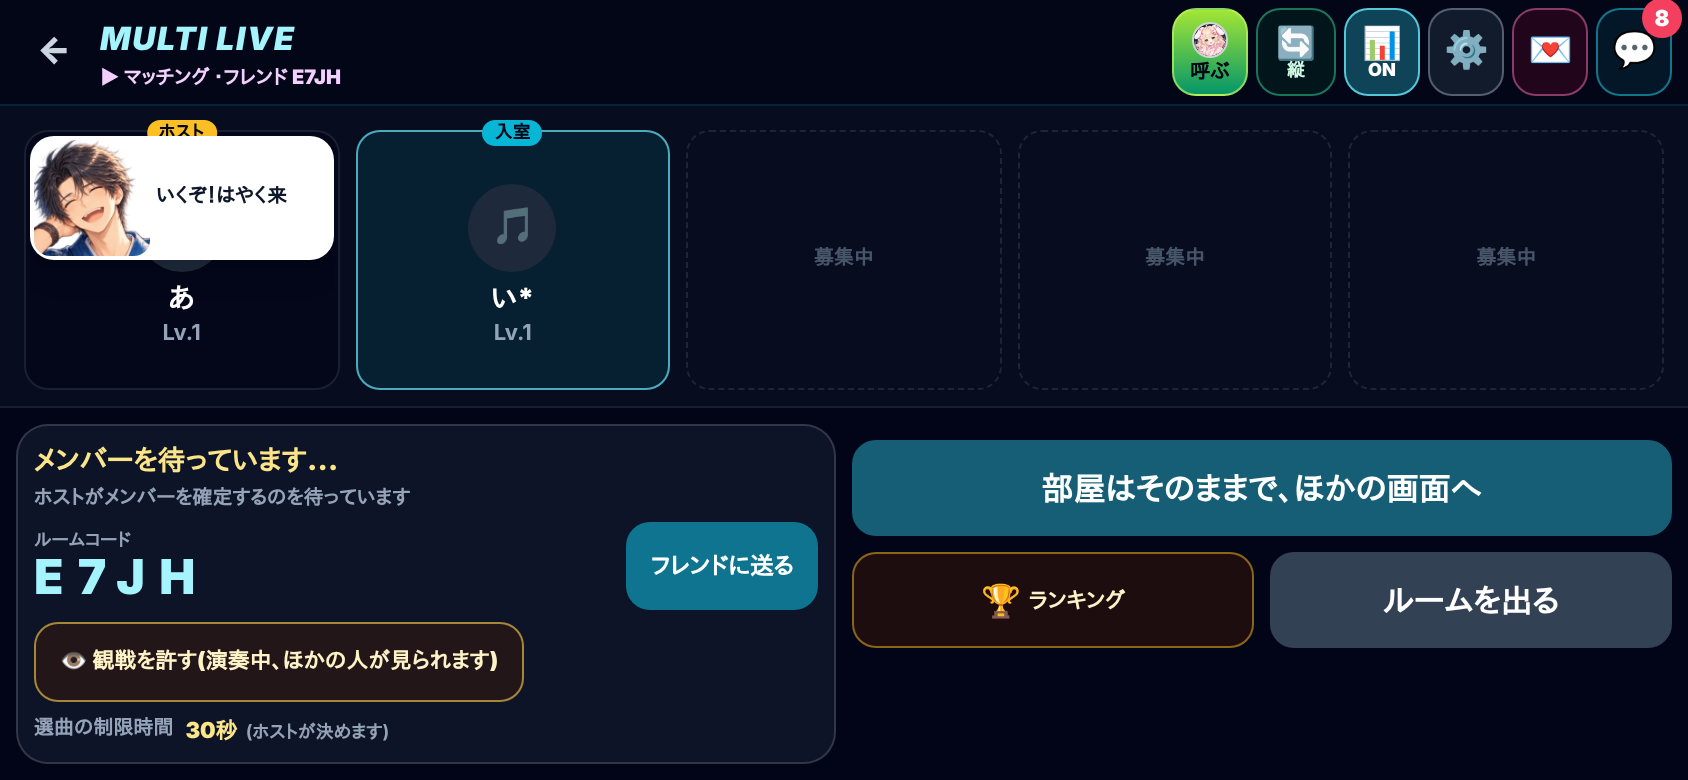 MULTI LIVE
▶ マッチング・フレンド E7JH
呼ぶ
縦
ON
8
ホスト
いくぞ!はやく来
あ
Lv.1
入室
い*
Lv.1
募集中
募集中
募集中
メンバーを待っています...
ホストがメンバーを確定するのを待っています
ルームコード
E7JH
フレンドに送る
観戦を許す(演奏中、ほかの人が見られます)
選曲の制限時間 30秒 (ホストが決めます)
部屋はそのままで、ほかの画面へ
ランキング
ルームを出る